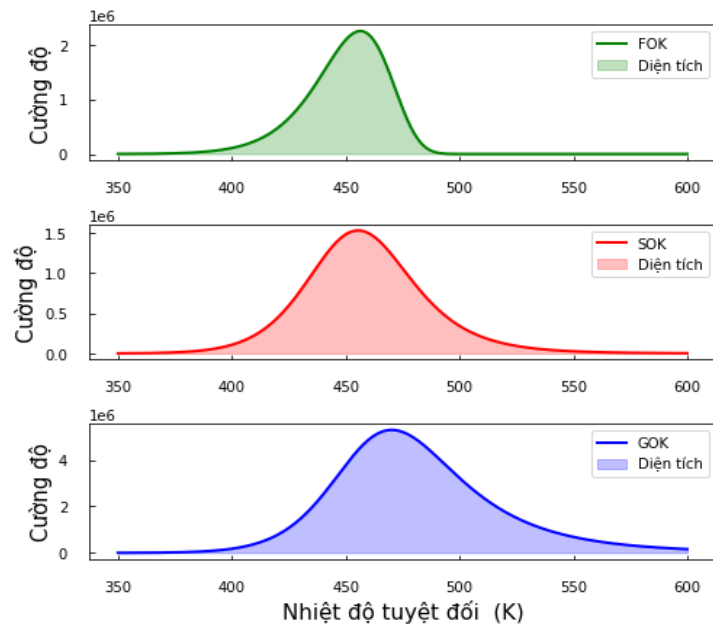 1e6
2
1
0
Cường độ
FOK
Diện tích
350 400 450 500 550 600
1e6
1.5
1.0
0.5
0.0
Cường độ
SOK
Diện tích
350 400 450 500 550 600
1e6
4
2
0
Cường độ
GOK
Diện tích
350 400 450 500 550 600
Nhiệt độ tuyệt đối (K)